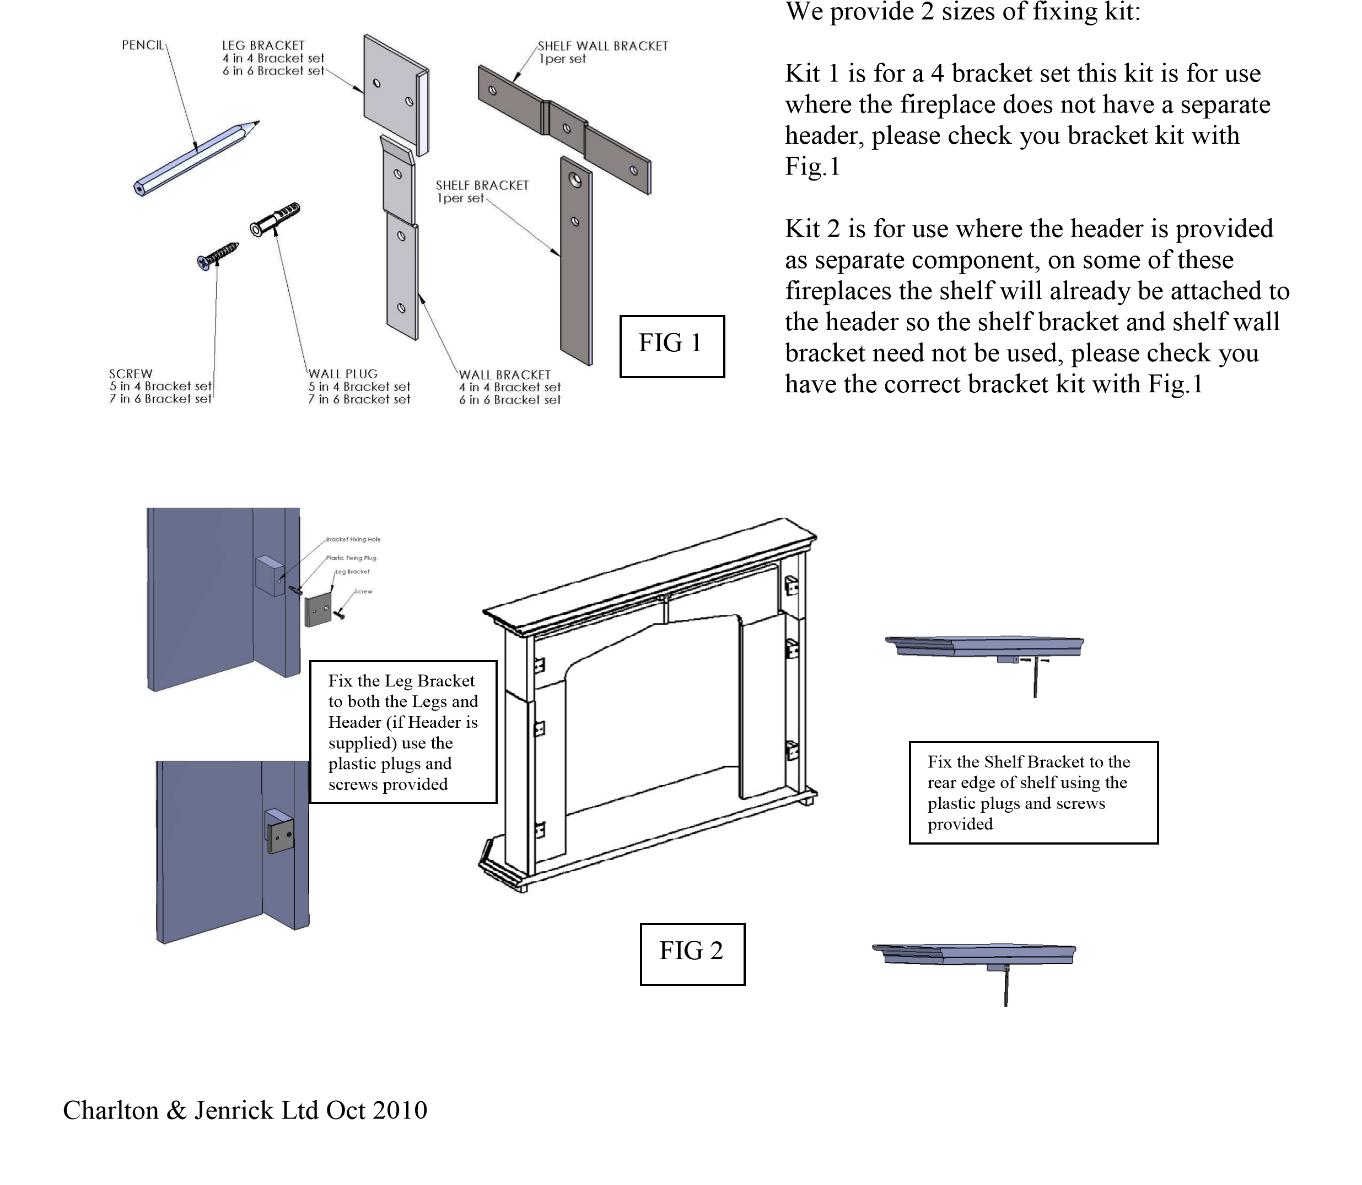 We provide 2 sizes of fixing kit:
Kit 1 is for a 4 bracket set this kit is for use
where the fireplace does not have a separate
header, please check you bracket kit with
Fig.1
Kit 2 is for use where the header is provided
as separate component, on some of these
fireplaces the shelf will already be attached to
the header so the shelf bracket and shelf wall
bracket need not be used, please check you
have the correct bracket kit with Fig.1
PENCIL
LEG BRACKET
4 in 4 Bracket set
6 in 6 Bracket set
SHELF WALL BRACKET
1per set
SHELF BRACKET
1per set
FIG 1
SCREW
5 in 4 Bracket set
7 in 6 Bracket set
WALL PLUG
5 in 4 Bracket set
7 in 6 Bracket set
WALL BRACKET
4 in 4 Bracket set
6 in 6 Bracket set
Bracket Fixing Hole
Plastic Fixing Plug
Leg Bracket
Screw
Fix the Leg Bracket
to both the Legs and
Header (if Header is
supplied) use the
plastic plugs and
screws provided
Fix the Shelf Bracket to the
rear edge of shelf using the
plastic plugs and screws
provided
FIG 2
Charlton & Jenrick Ltd Oct 2010